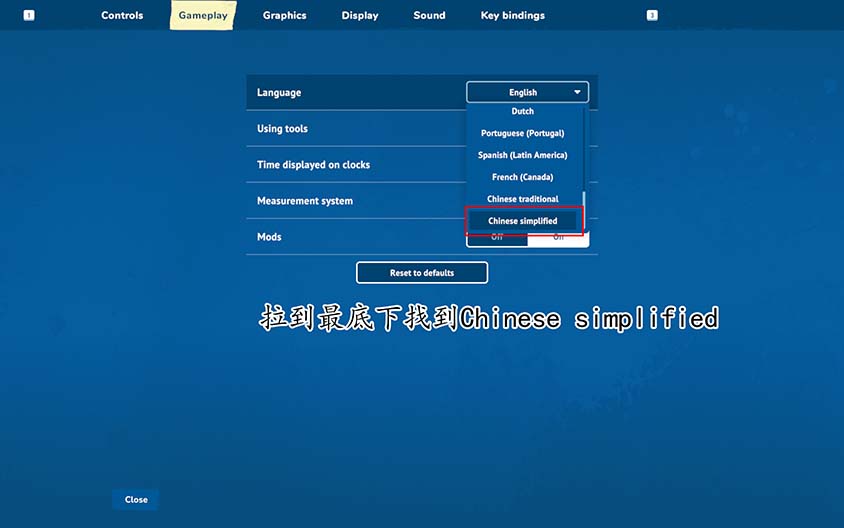 1 Controls Gameplay Graphics Display Sound Key bindings 3
Language English
Dutch
Using tools
Portuguese (Portugal)
Spanish (Latin America)
Time displayed on clocks
French (Canada)
Measurement system Chinese traditional
Chinese simplified
Mods Off On
Reset to defaults
拉到最底下找到Chinese simplified
Close